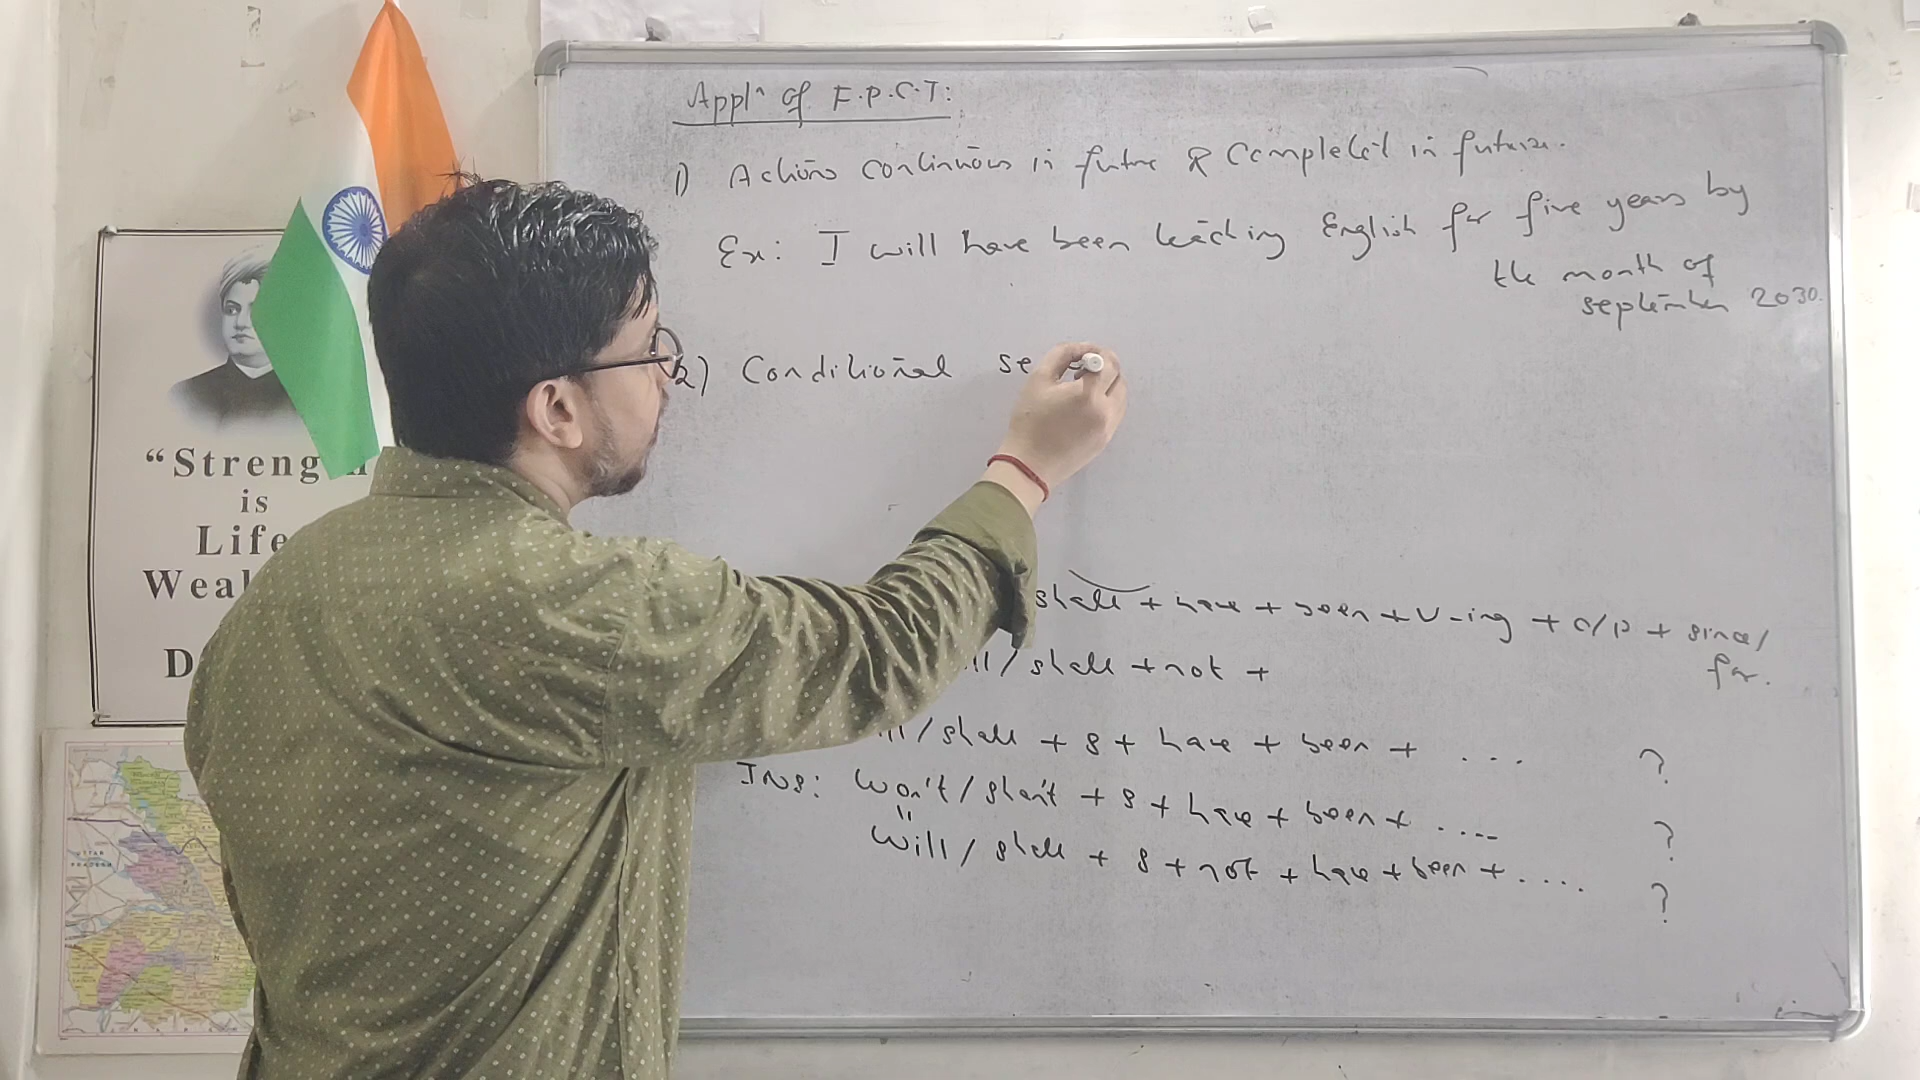 Appln of F.P.C.T:
1) Actions continuous in future & Completed in future.
Ex: I will have been teaching English for five years by
the month of
September 2030.
2) Conditional se
shall + have + been + V-ing + O/P + since/
for.
ill / shall + not +
ill / shall + S + have + been + .... ?
INS: Won't / Shan't + S + have + been + .... ?
"
Will / shall + S + not + have + been + .... ?
“Streng
is
Life
Weal
D